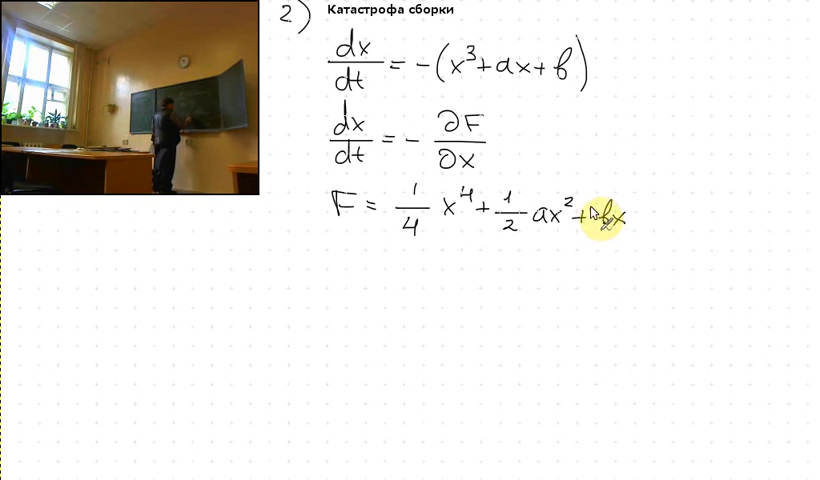 2) Катастрофа сборки
dx/dt = -(x³+ax+b)
dx/dt = - ∂F/∂x
F = 1/4 x⁴ + 1/2 ax² + bx